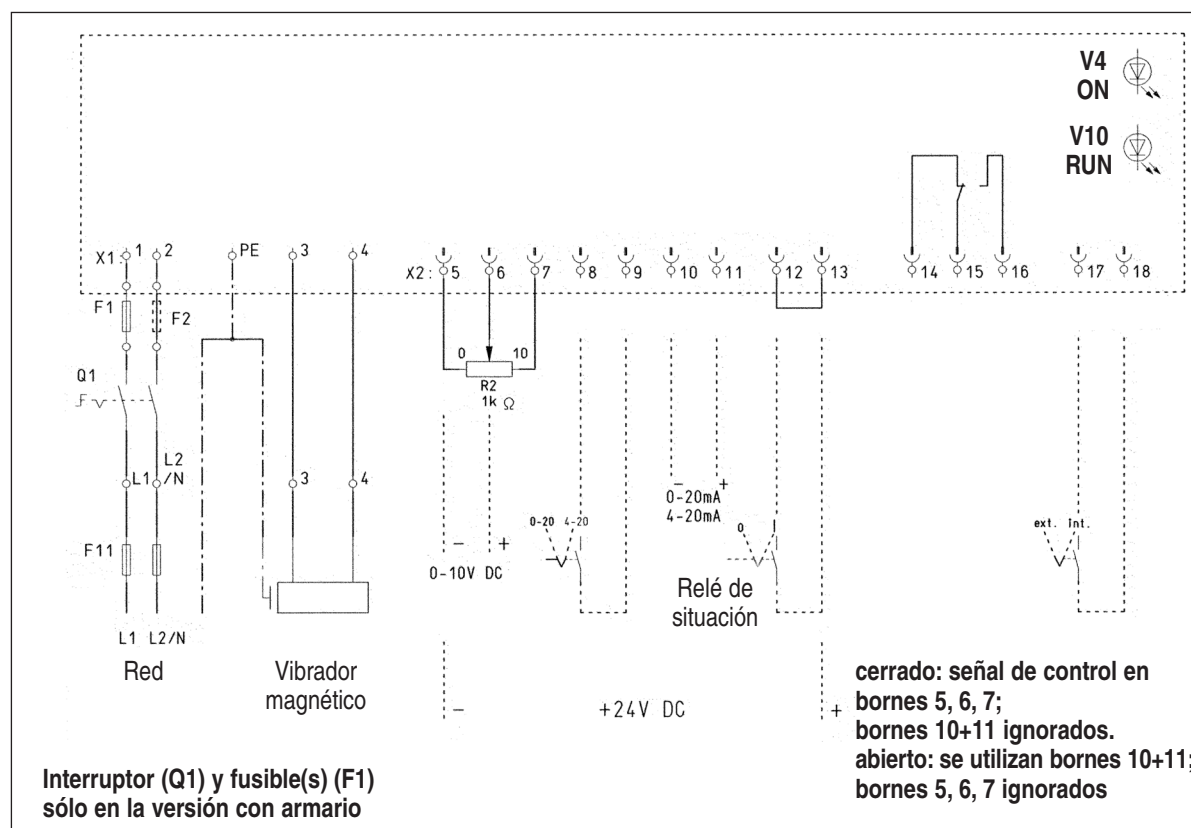 V4
ON
V10
RUN
X1: 1 2 PE 3 4
X2: 5 6 7 8 9 10 11 12 13 14 15 16 17 18
F1
F2
0 10
R2
1k Ω
Q1
L2
L1 /N
3 4
- +
0-20mA
4-20mA
0-20 4-20
0 I
ext. int.
F11
- +
0-10V DC
Relé de
situación
L1 L2/N
Red
Vibrador
magnético
- +24V DC +
cerrado: señal de control en
bornes 5, 6, 7;
bornes 10+11 ignorados.
abierto: se utilizan bornes 10+11;
bornes 5, 6, 7 ignorados
Interruptor (Q1) y fusible(s) (F1)
sólo en la versión con armario